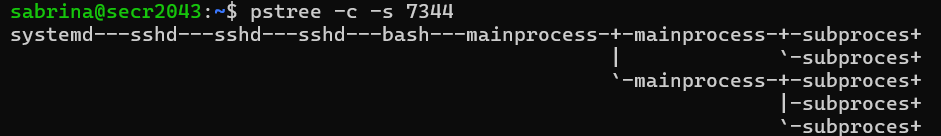 sabrina@secr2043:~$ pstree -c -s 7344
systemd---sshd---sshd---sshd---bash---mainprocess-+-mainprocess-+-subproces+
                                                  |             `-subproces+
                                                  `-mainprocess-+-subproces+
                                                                |-subproces+
                                                                `-subproces+